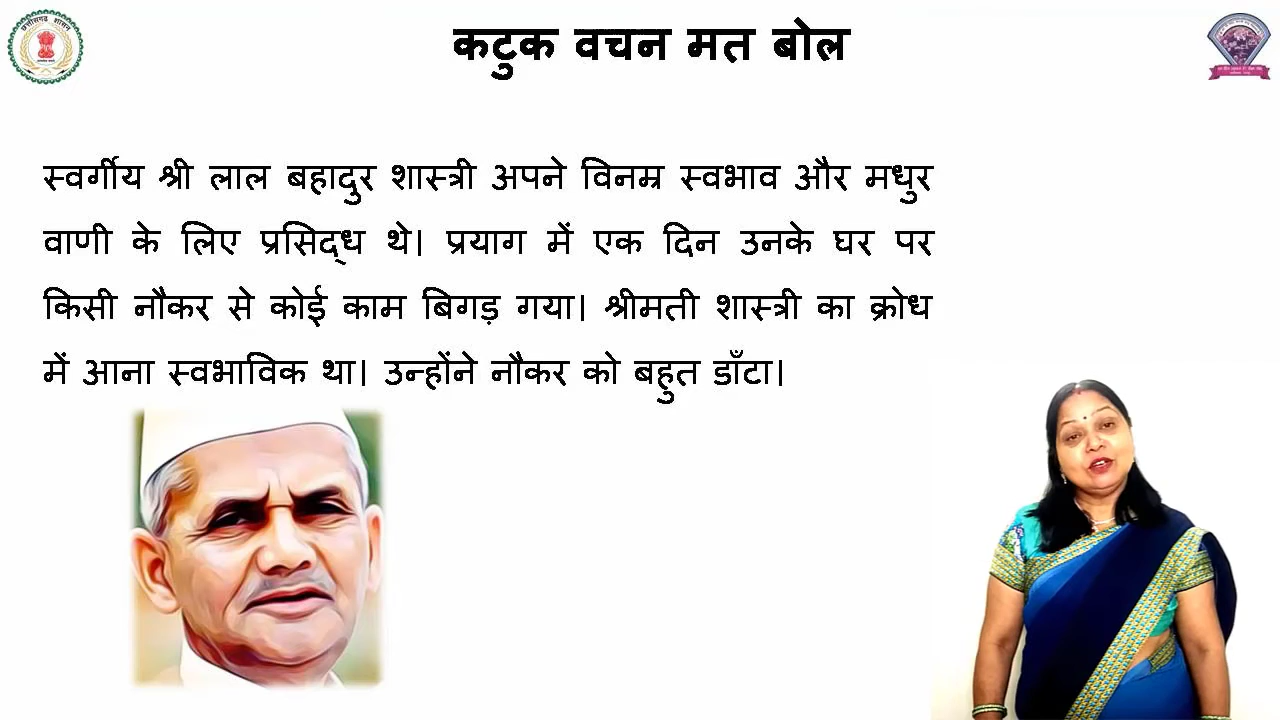 कटुक वचन मत बोल
स्वर्गीय श्री लाल बहादुर शास्त्री अपने विनम्र स्वभाव और मधुर
वाणी के लिए प्रसिद्ध थे। प्रयाग में एक दिन उनके घर पर
किसी नौकर से कोई काम बिगड़ गया। श्रीमती शास्त्री का क्रोध
में आना स्वभाविक था। उन्होंने नौकर को बहुत डाँटा।